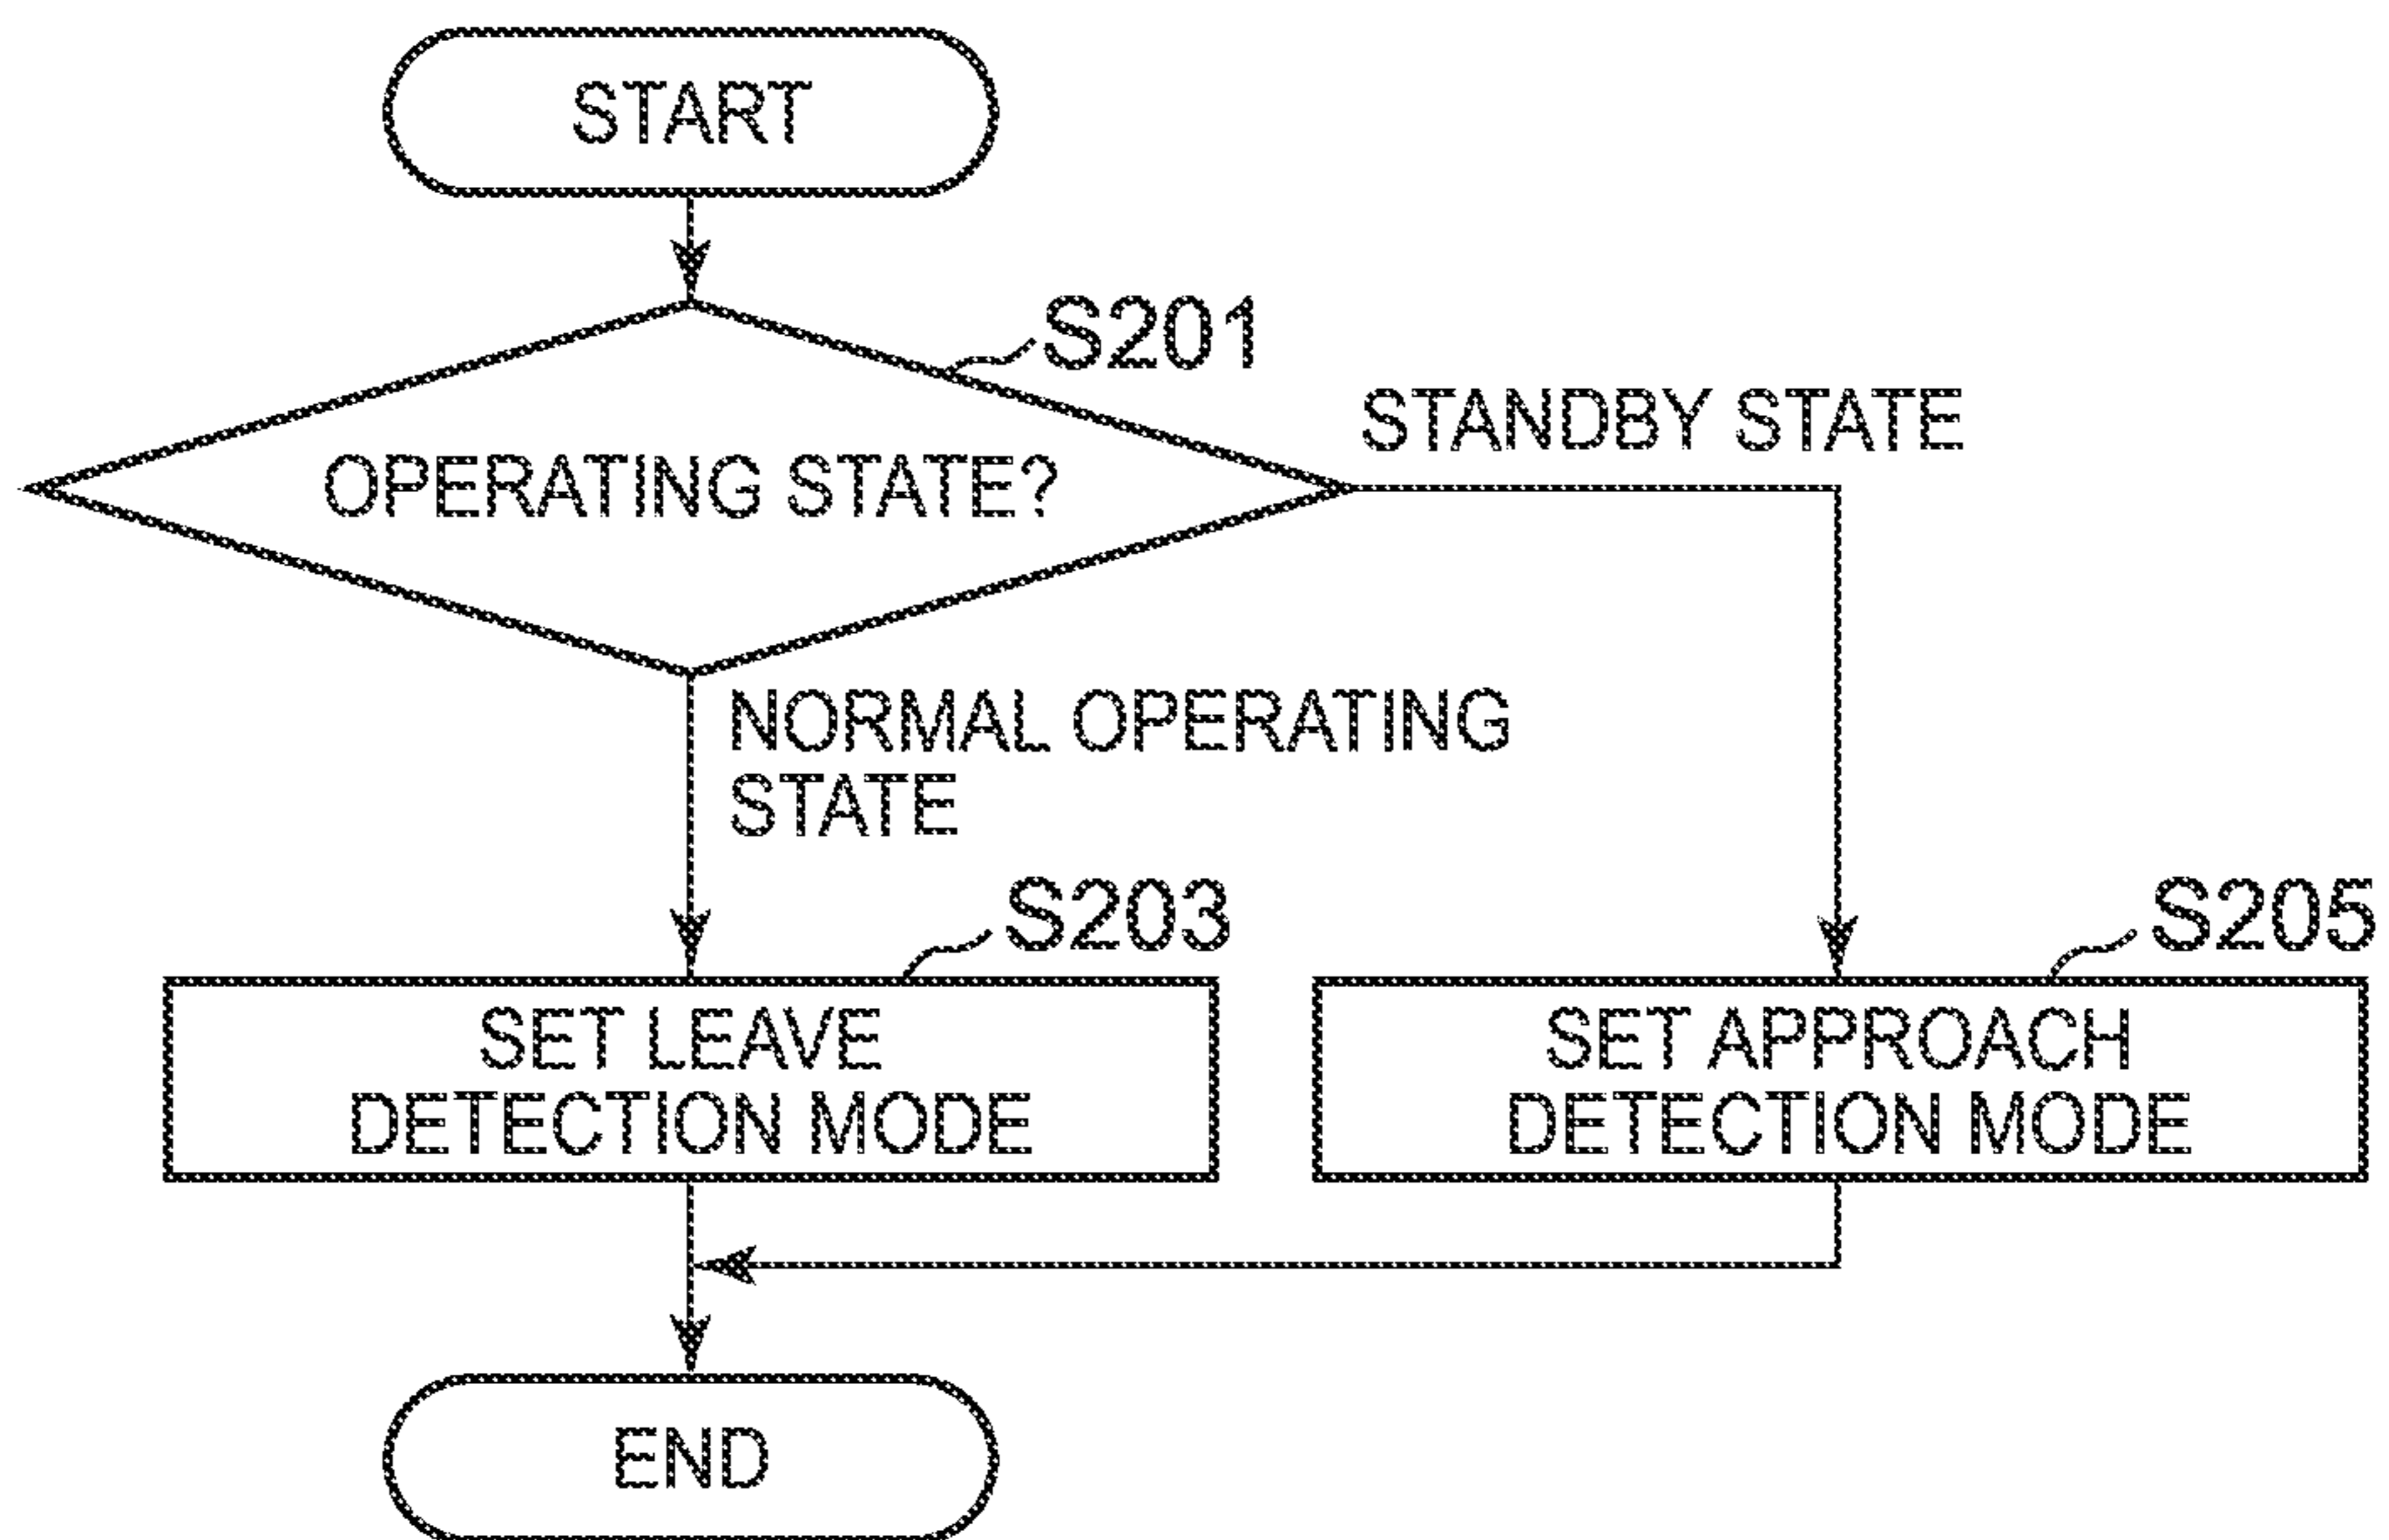 START
S201
OPERATING STATE?
STANDBY STATE
NORMAL OPERATING
STATE
S203
SET LEAVE
DETECTION MODE
S205
SET APPROACH
DETECTION MODE
END